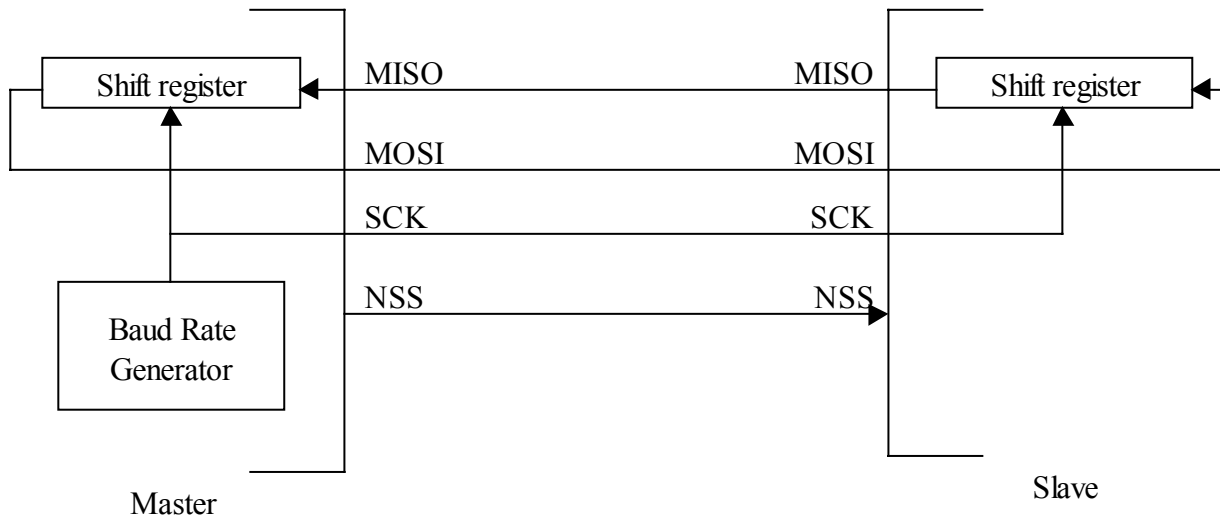 Shift register
MISO
MISO
Shift register
MOSI
MOSI
SCK
SCK
NSS
NSS
Baud Rate
Generator
Master
Slave